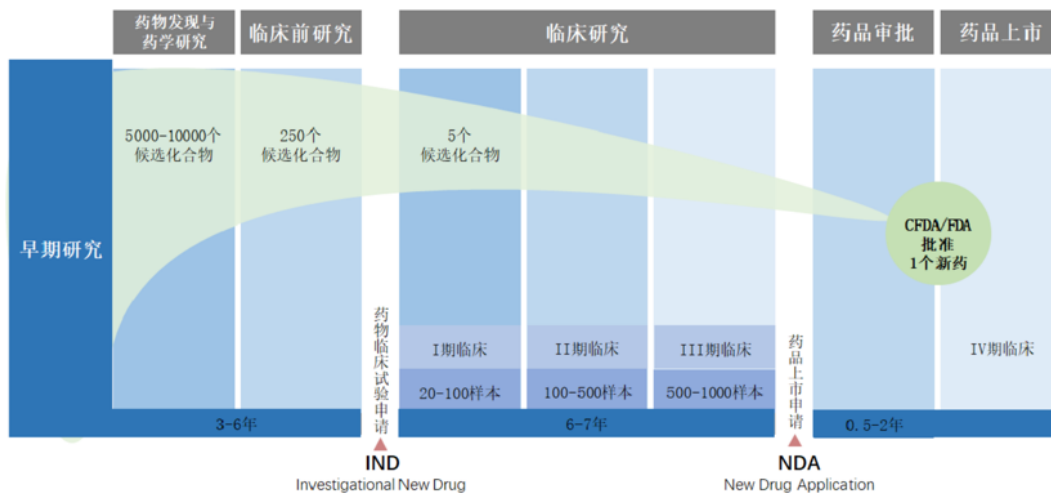 药物发现与
药学研究
临床前研究
临床研究
药品审批
药品上市
早期研究
5000-10000个
候选化合物
250个
候选化合物
5个
候选化合物
CFDA/FDA
批准
1个新药
药物临床试验申请
药品上市申请
I期临床
II期临床
III期临床
IV期临床
20-100样本
100-500样本
500-1000样本
3-6年
6-7年
0.5-2年
IND
Investigational New Drug
NDA
New Drug Application